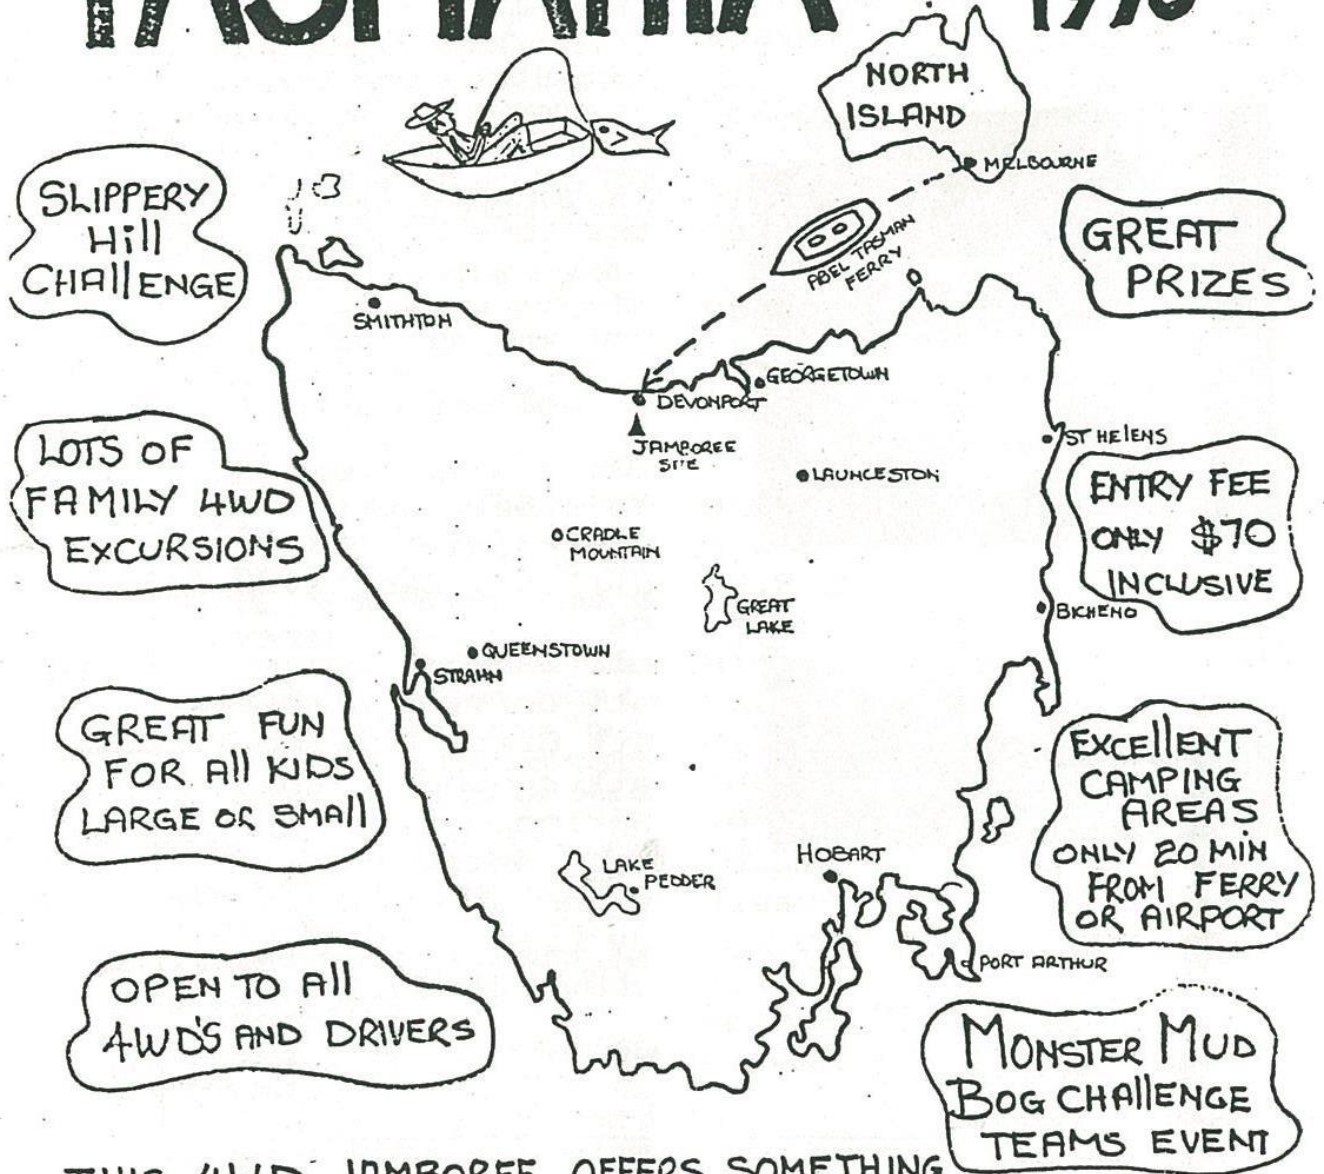 TASMANIA 1990
NORTH
ISLAND
MELBOURNE
SLIPPERY
Hill
CHAllENGE
ABEL TASMAN
FERRY
GREAT
PRIZES
SMITHTON
GEORGETOWN
DEVONPORT
JAMBOREE
SITE
ST HElENS
LAUNCESTON
LOTS OF
FAMILY 4WD
EXCURSIONS
ENTRY FEE
ONLY $70
INCLUSIVE
CRADLE
MOUNTAIN
GREAT
LAKE
BICHENO
QUEENSTOWN
STRAHN
GREAT FUN
FOR All KIDS
LARGE OR SMAll
EXCEllENT
CAMPING
AREAS
ONLY 20 MiN
FROM FERRY
OR AIRPORT
LAKE
PEDDER
HOBART
PORT ARTHUR
OPEN TO All
4WD'S AND DRIVERS
MONSTER MUD
BOG CHAllENGE
TEAMS EVENT
THIS 4WD JAMBOREE OFFERS SOMETHING